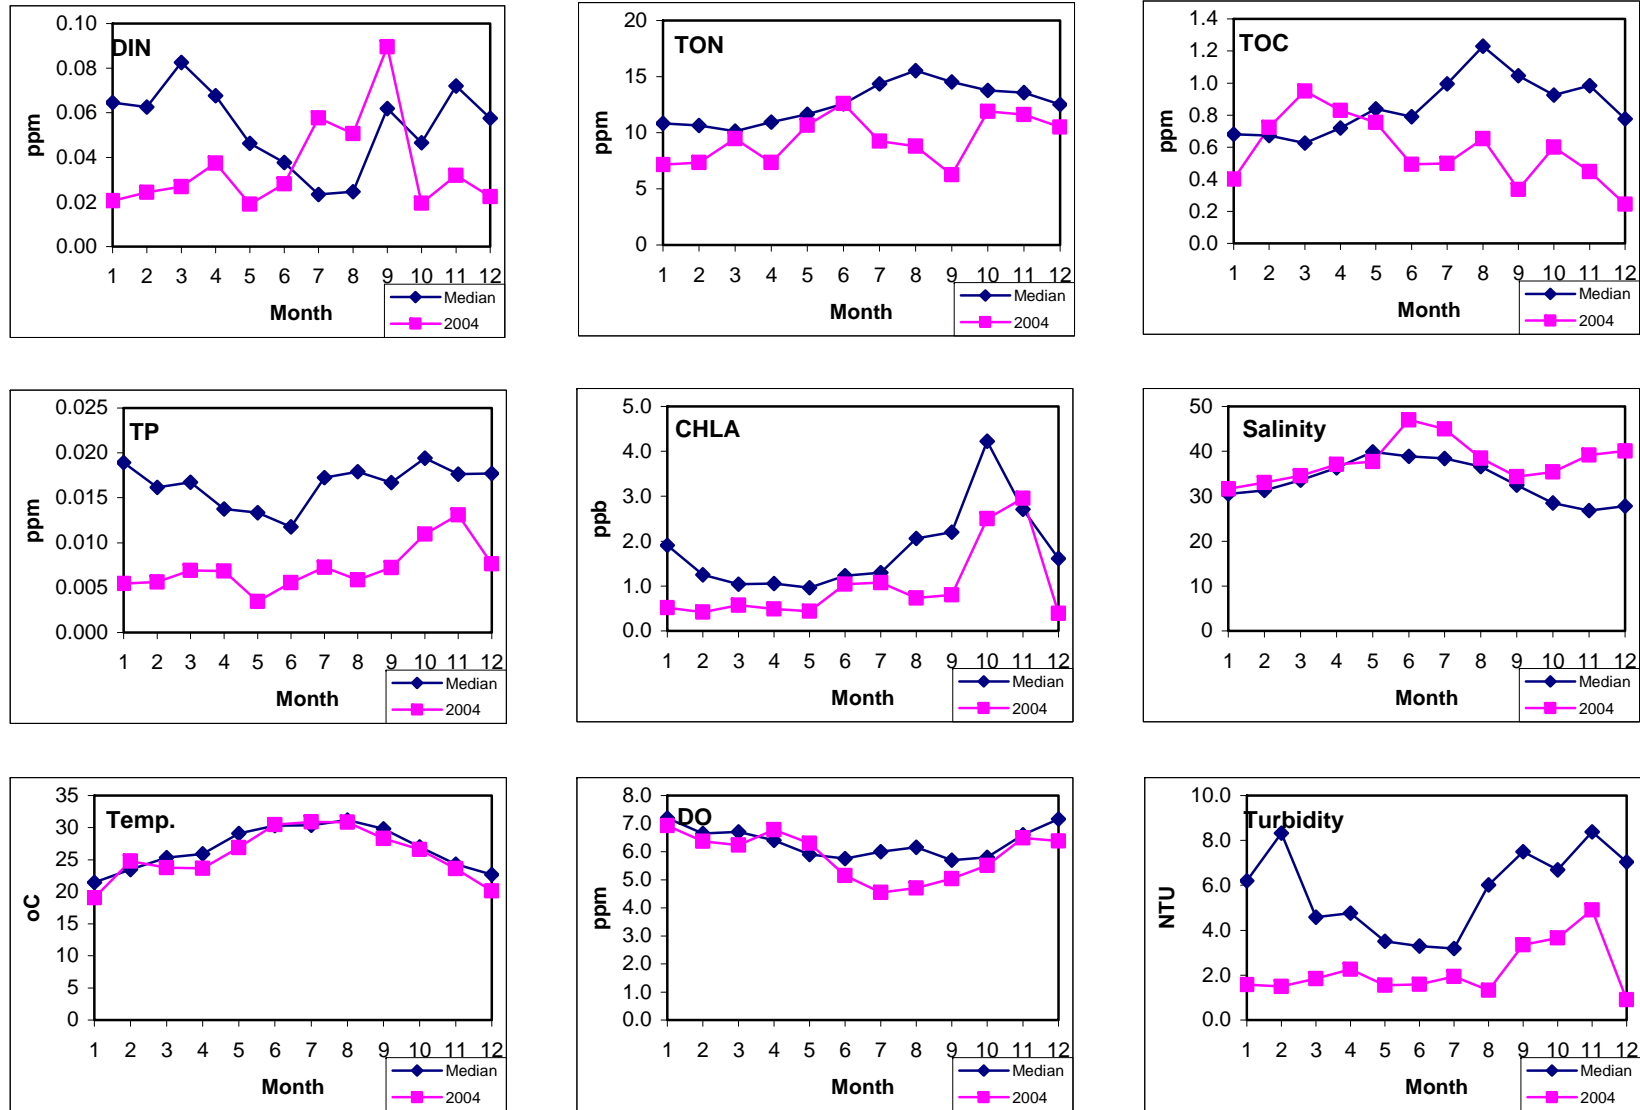 DIN
0.10
0.08
0.06
0.04
0.02
0.00
ppm
1 2 3 4 5 6 7 8 9 10 11 12
Month
Median
2004
TON
20
15
10
5
0
ppm
1 2 3 4 5 6 7 8 9 10 11 12
Month
Median
2004
TOC
1.4
1.2
1.0
0.8
0.6
0.4
0.2
0.0
ppm
1 2 3 4 5 6 7 8 9 10 11 12
Month
Median
2004
TP
0.025
0.020
0.015
0.010
0.005
0.000
ppm
1 2 3 4 5 6 7 8 9 10 11 12
Month
Median
2004
CHLA
5.0
4.0
3.0
2.0
1.0
0.0
ppb
1 2 3 4 5 6 7 8 9 10 11 12
Month
Median
2004
Salinity
50
40
30
20
10
0
1 2 3 4 5 6 7 8 9 10 11 12
Month
Median
2004
Temp.
35
30
25
20
15
10
5
0
oC
1 2 3 4 5 6 7 8 9 10 11 12
Month
Median
2004
DO
8.0
7.0
6.0
5.0
4.0
3.0
2.0
1.0
0.0
ppm
1 2 3 4 5 6 7 8 9 10 11 12
Month
Median
2004
Turbidity
10.0
8.0
6.0
4.0
2.0
0.0
NTU
1 2 3 4 5 6 7 8 9 10 11 12
Month
Median
2004